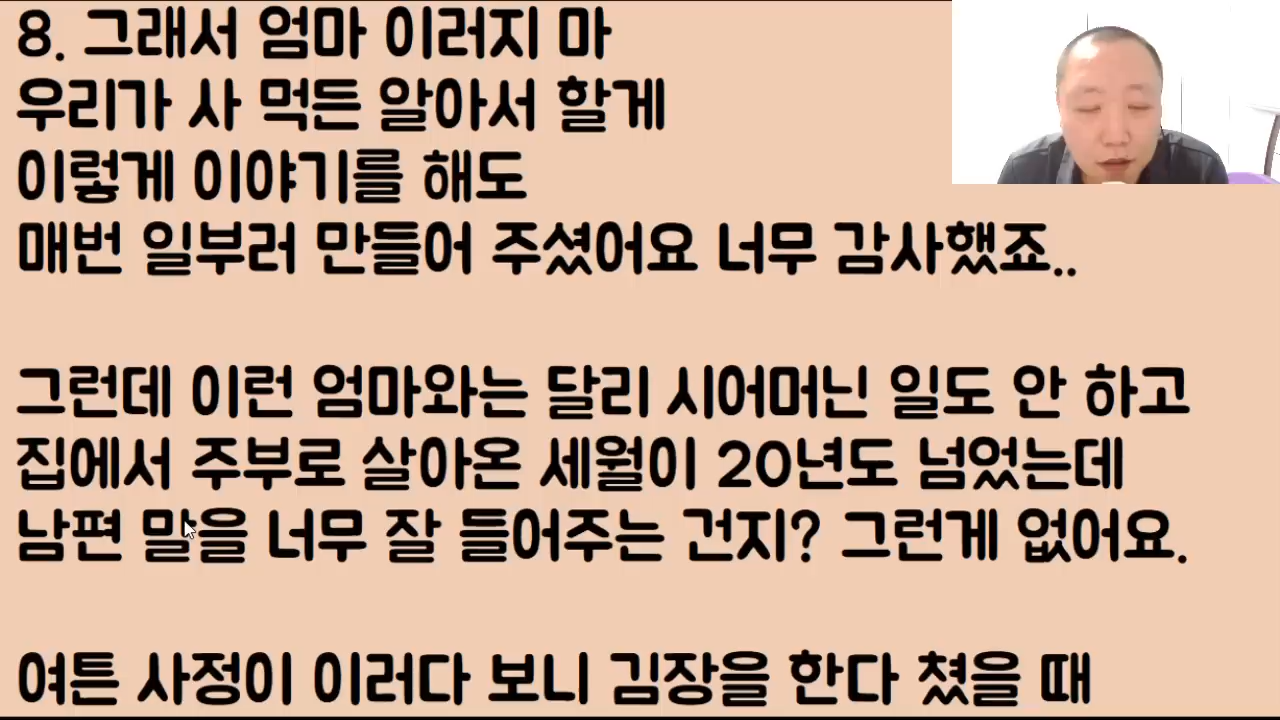 8. 그래서 엄마 이러지 마
우리가 사 먹든 알아서 할게
이렇게 이야기를 해도
매번 일부러 만들어 주셨어요 너무 감사했죠..
그런데 이런 엄마와는 달리 시어머닌 일도 안 하고
집에서 주부로 살아온 세월이 20년도 넘었는데
남편 말을 너무 잘 들어주는 건지? 그런게 없어요.
여튼 사정이 이러다 보니 김장을 한다 쳤을 때